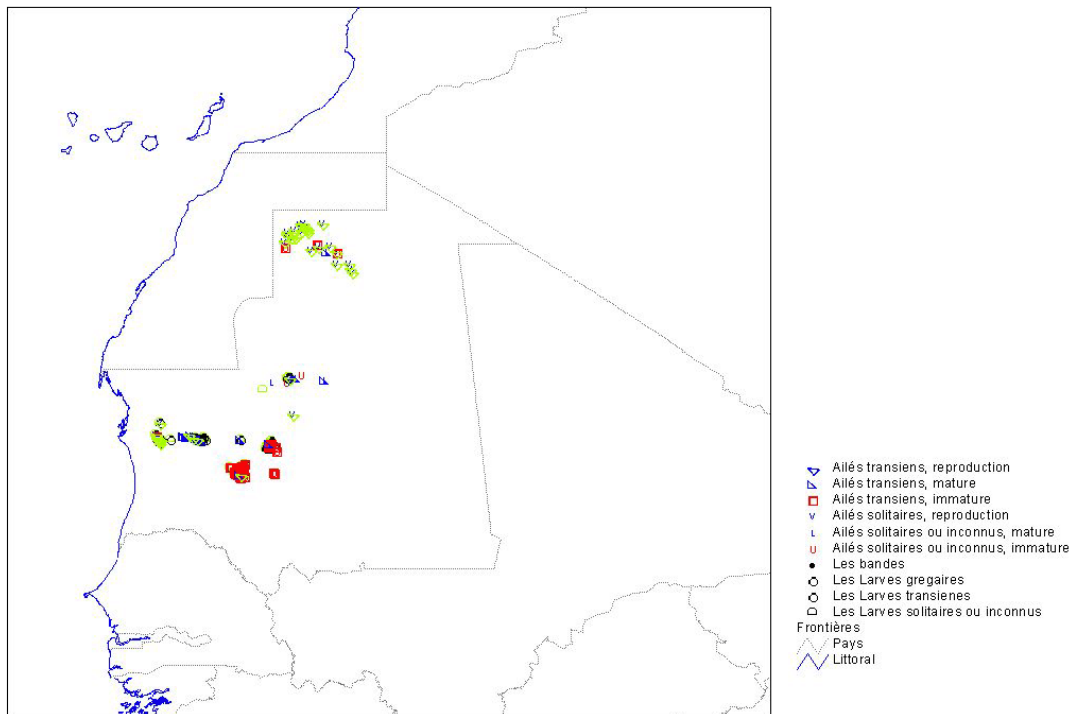 Ailés transiens, reproduction
Ailés transiens, mature
Ailés transiens, immature
Ailés solitaires, reproduction
Ailés solitaires ou inconnus, mature
Ailés solitaires ou inconnus, immature
Les bandes
Les Larves gregaires
Les Larves transienes
Les Larves solitaires ou inconnus
Frontières
Pays
Littoral